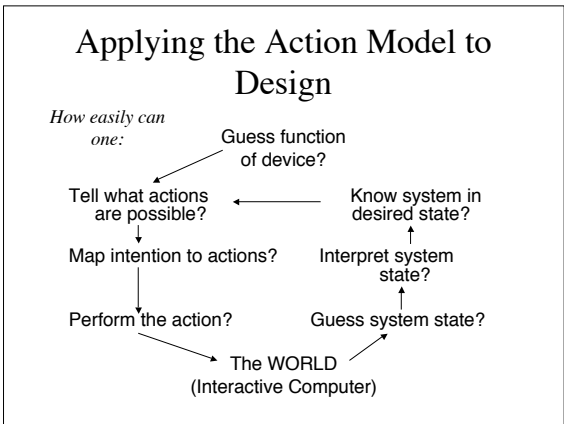 Applying the Action Model to
Design
How easily can
one:
Guess function
of device?
Tell what actions
are possible?
Know system in
desired state?
Map intention to actions?
Interpret system
state?
Perform the action?
Guess system state?
The WORLD
(Interactive Computer)